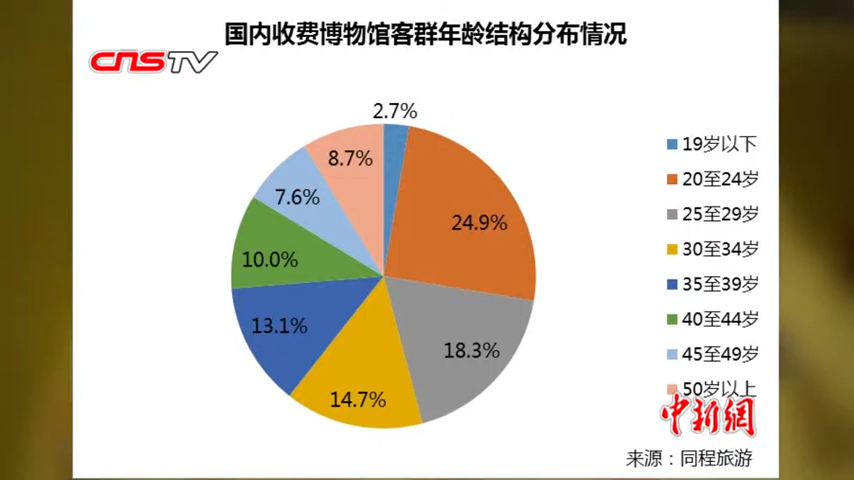 国内收费博物馆客群年龄结构分布情况
CNSTV
2.7%
8.7%
7.6%
24.9%
10.0%
13.1%
18.3%
14.7%
19岁以下
20至24岁
25至29岁
30至34岁
35至39岁
40至44岁
45至49岁
50岁以上
中新網
来源：同程旅游